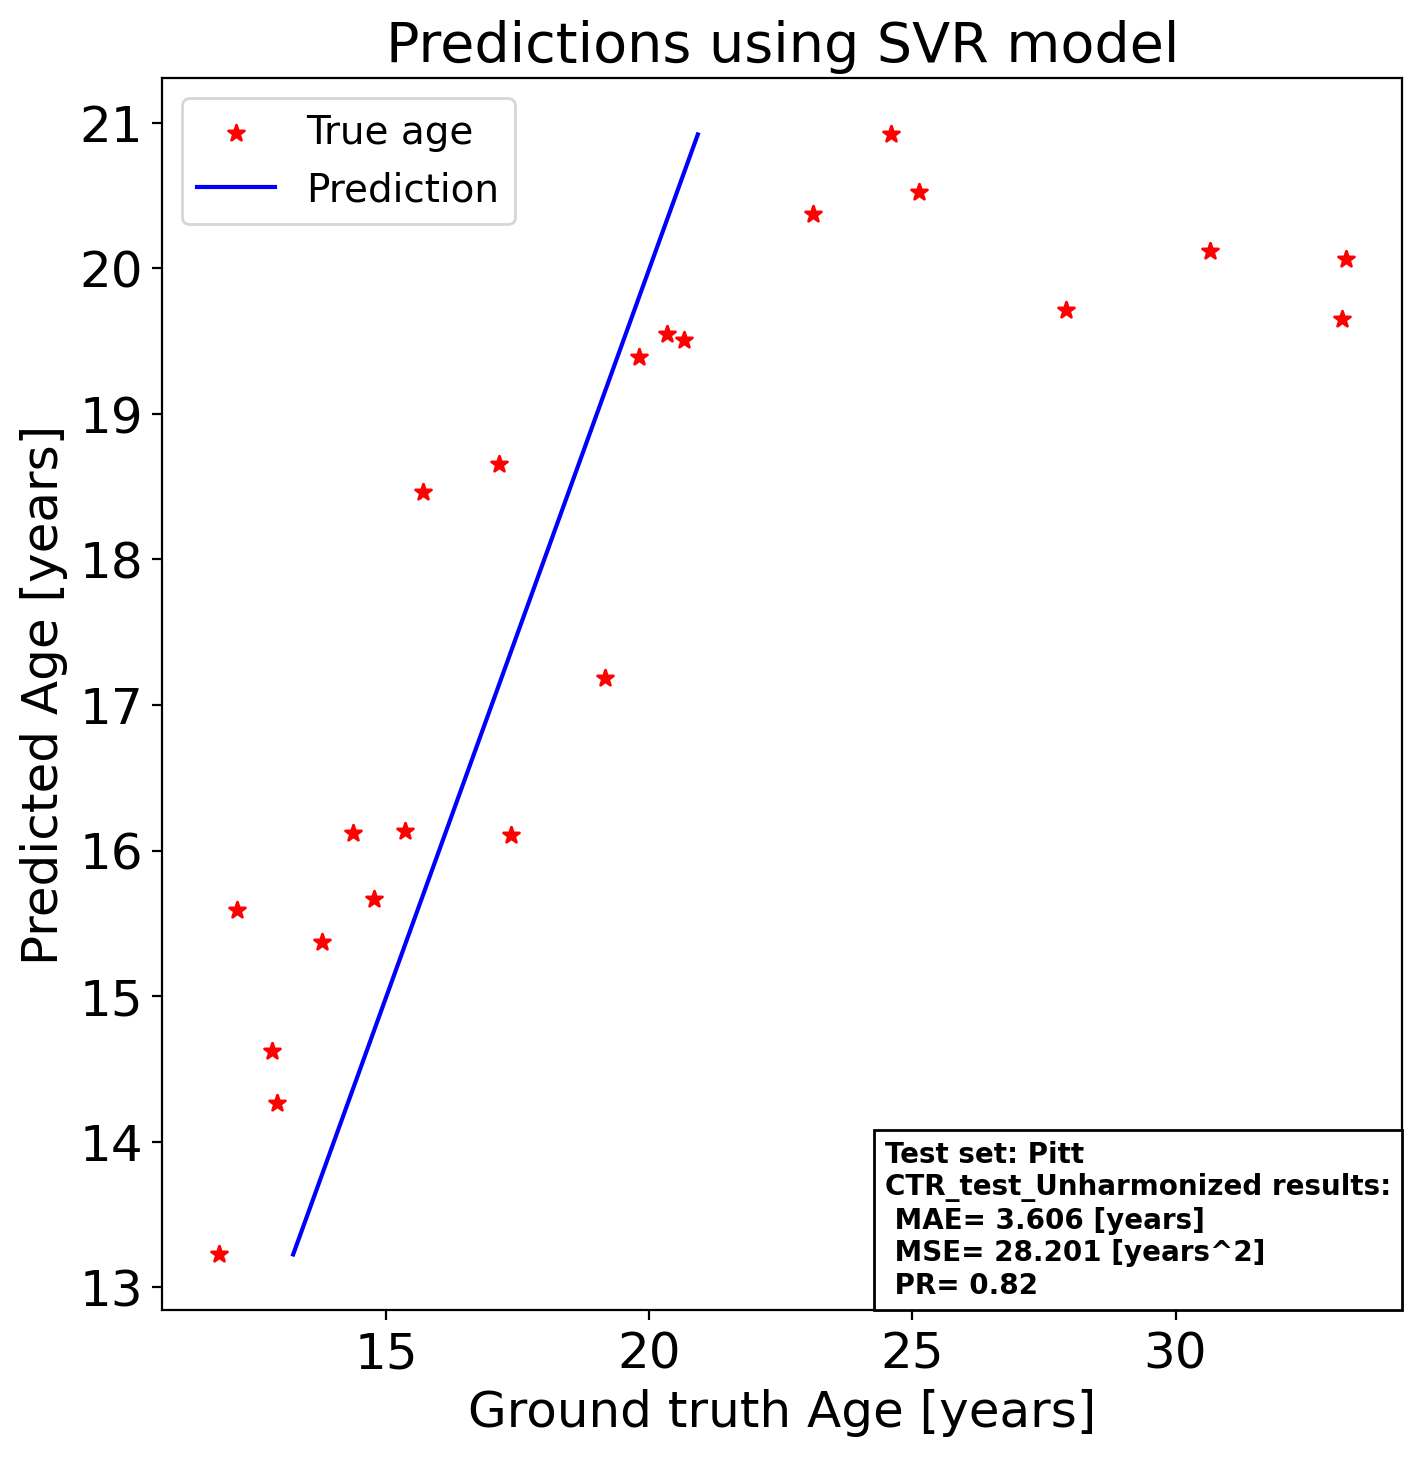 Predictions using SVR model
True age
Prediction
21
20
19
18
17
16
15
14
13
Predicted Age [years]
Test set: Pitt
CTR_test_Unharmonized results:
MAE= 3.606 [years]
MSE= 28.201 [years^2]
PR= 0.82
15 20 25 30
Ground truth Age [years]